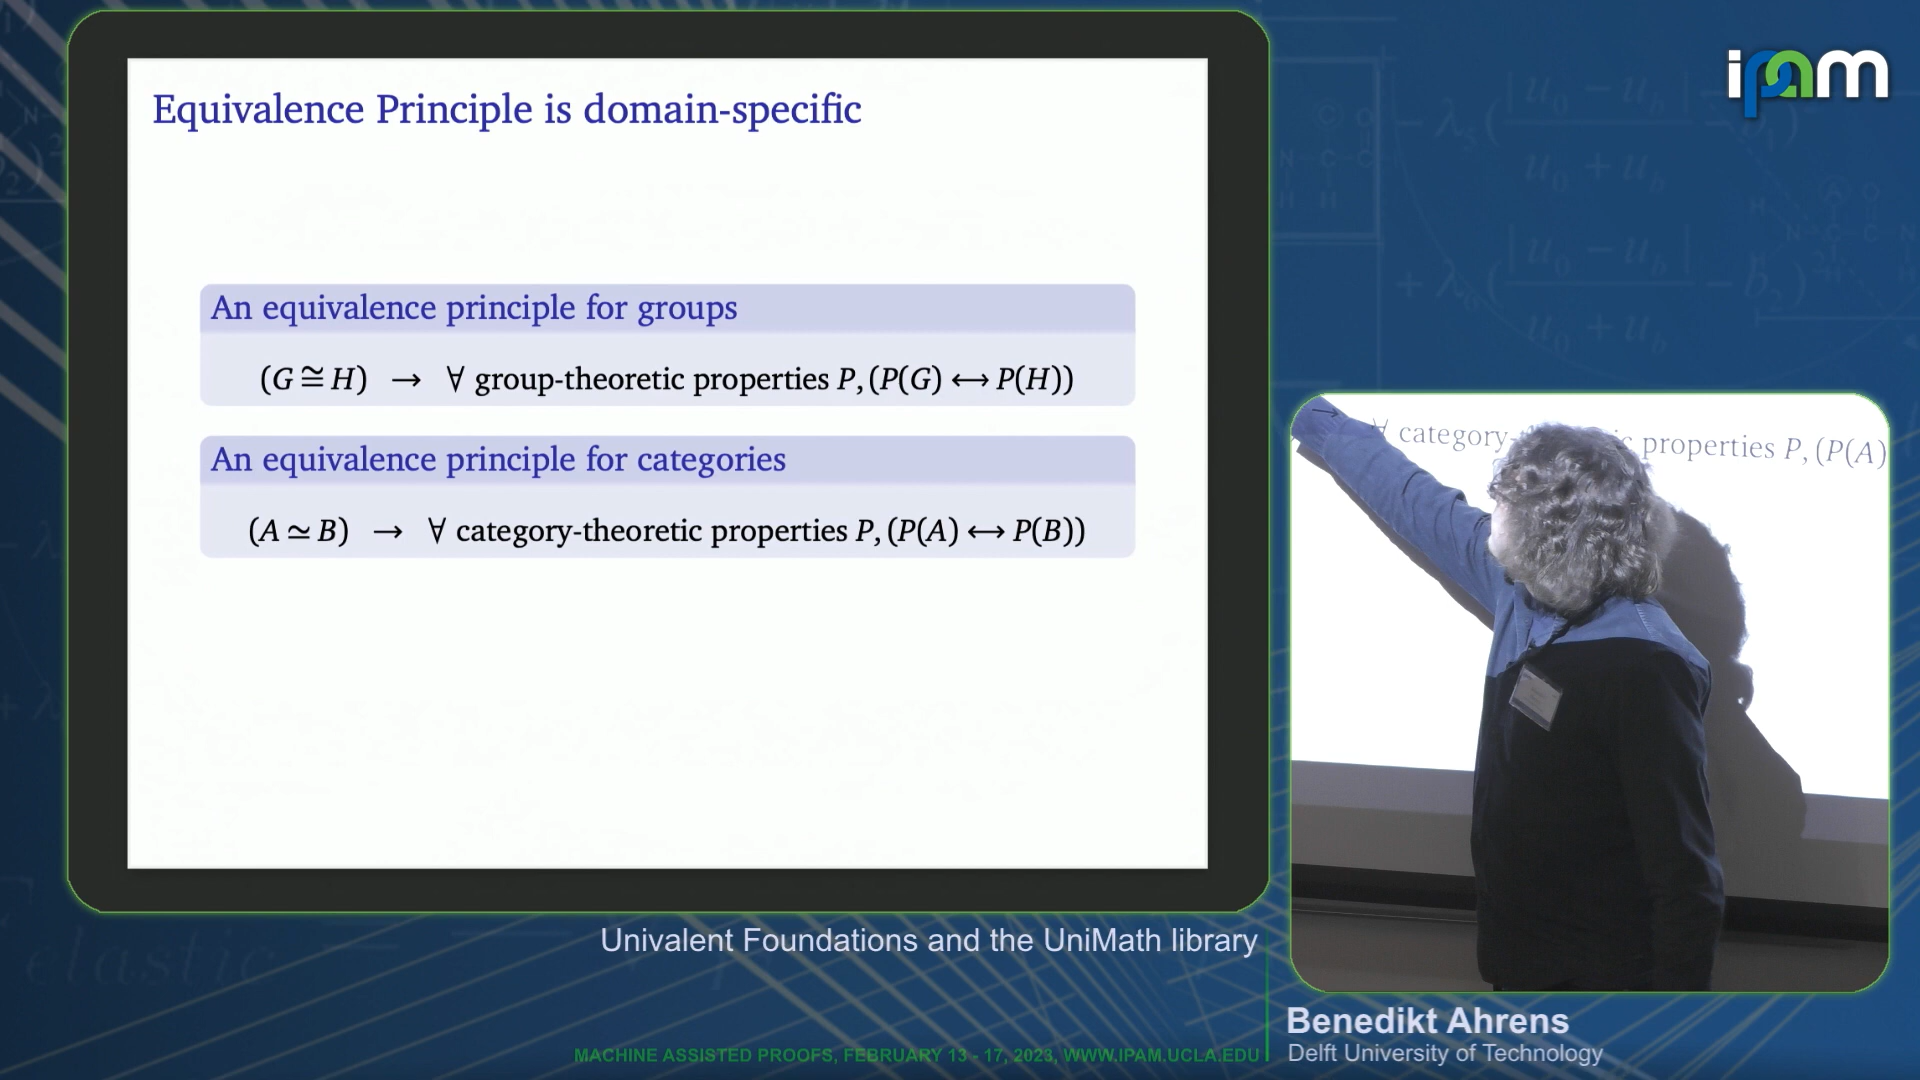 Equivalence Principle is domain-specific
An equivalence principle for groups
(G ≅ H) → ∀ group-theoretic properties P, (P(G) ↔ P(H))
An equivalence principle for categories
(A ≃ B) → ∀ category-theoretic properties P, (P(A) ↔ P(B))
ipam
→ ∀ category- properties P, (P(A)
Univalent Foundations and the UniMath library
Benedikt Ahrens
Delft University of Technology
MACHINE ASSISTED PROOFS, FEBRUARY 13 - 17, 2023, WWW.IPAM.UCLA.EDU
elastic